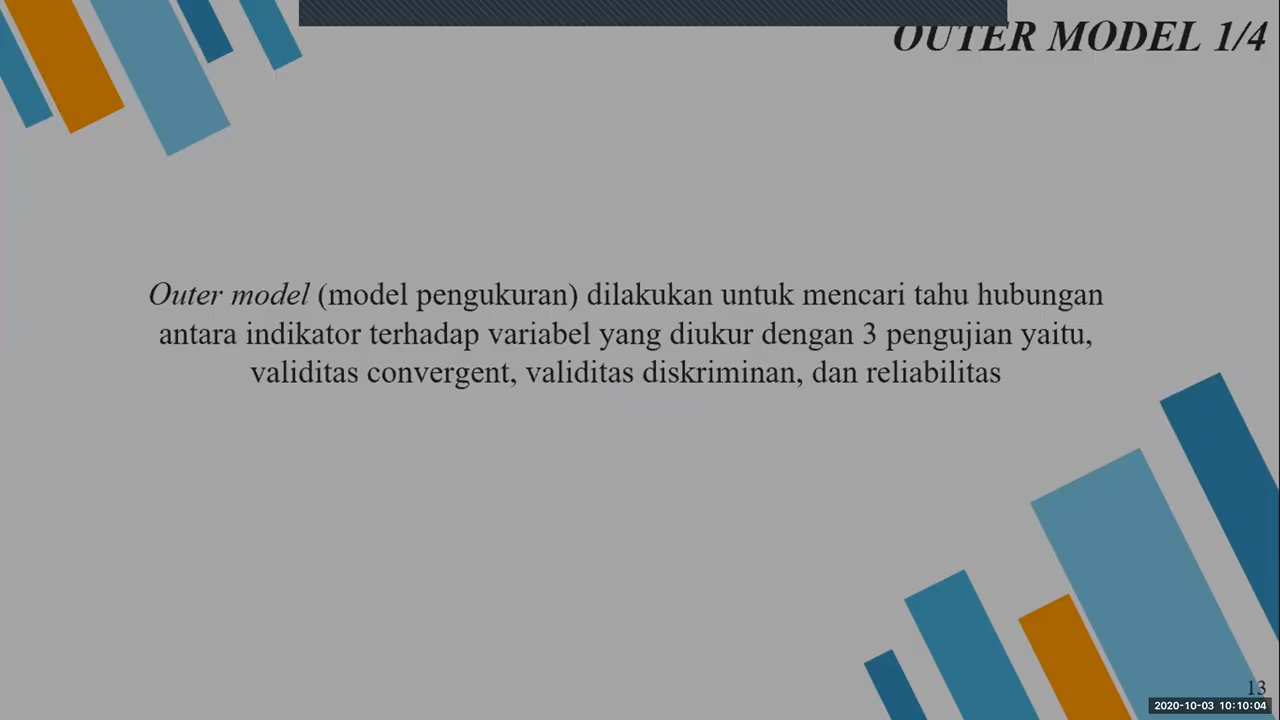 OUTER MODEL 1/4
Outer model (model pengukuran) dilakukan untuk mencari tahu hubungan
antara indikator terhadap variabel yang diukur dengan 3 pengujian yaitu,
validitas convergent, validitas diskriminan, dan reliabilitas
13
2020-10-03 10:10:04